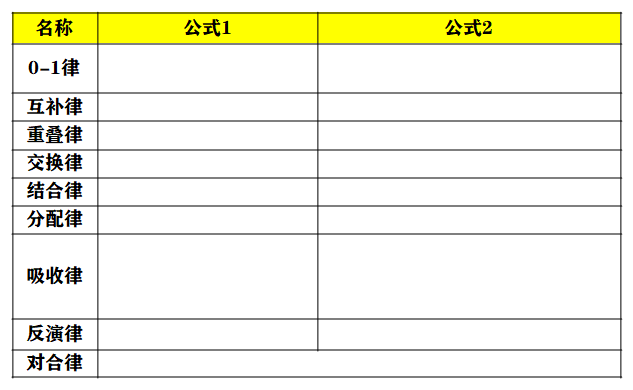 名称 公式1 公式2
0-1律
互补律
重叠律
交换律
结合律
分配律
吸收律
反演律
对合律